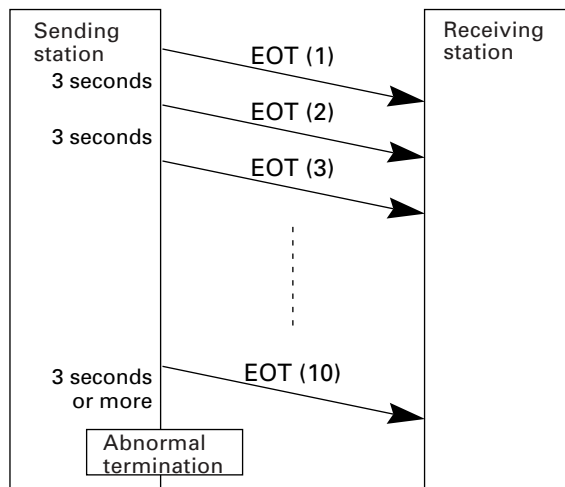 Sending
station
Receiving
station
EOT (1)
3 seconds
EOT (2)
3 seconds
EOT (3)
EOT (10)
3 seconds
or more
Abnormal
termination